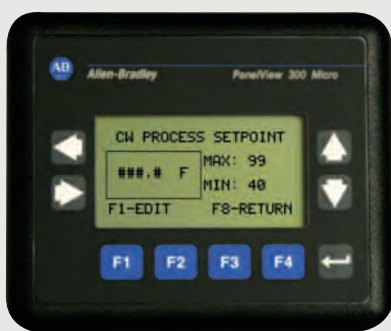 AB
Allen-Bradley PanelView 300 Micro
CW PROCESS SETPOINT
###.# F
MAX: 99
MIN: 40
F1-EDIT F8-RETURN
F1 F2 F3 F4